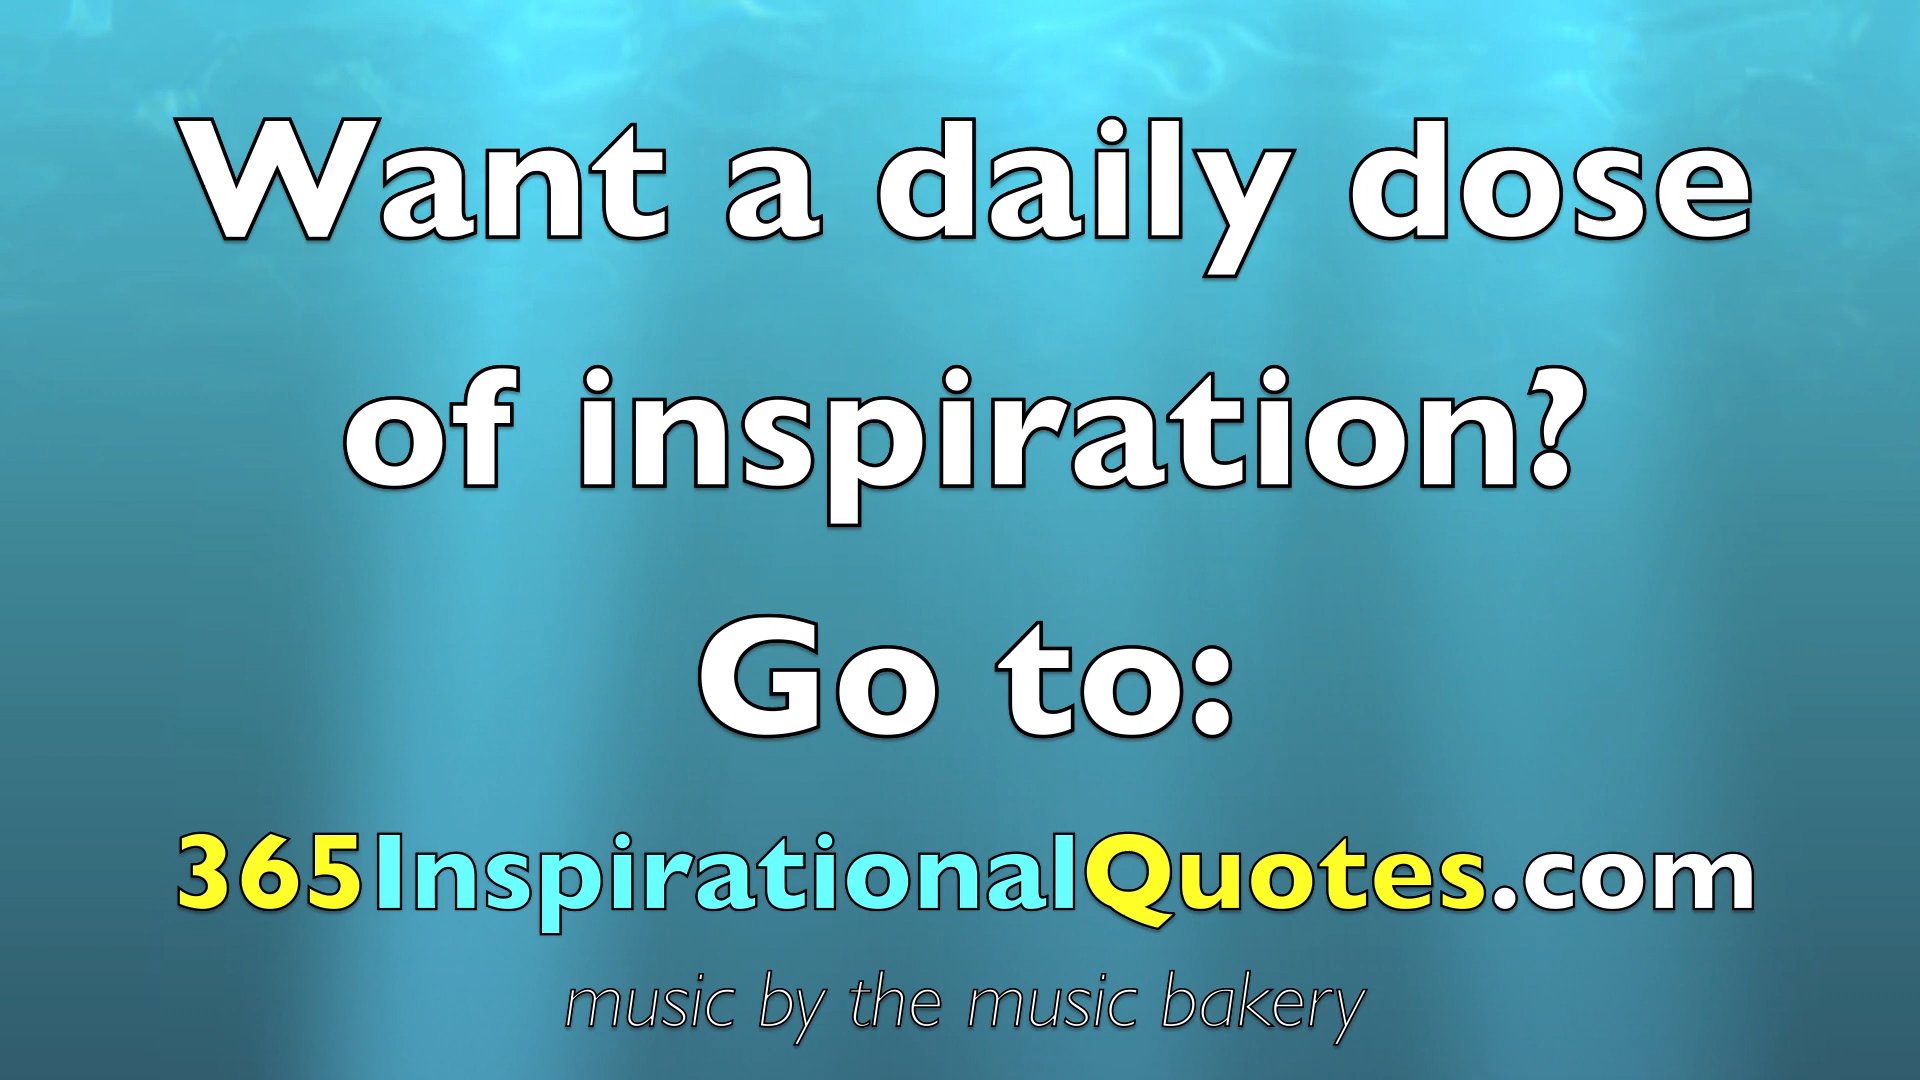 Want a daily dose
of inspiration?
Go to:
365InspirationalQuotes.com
music by the music bakery